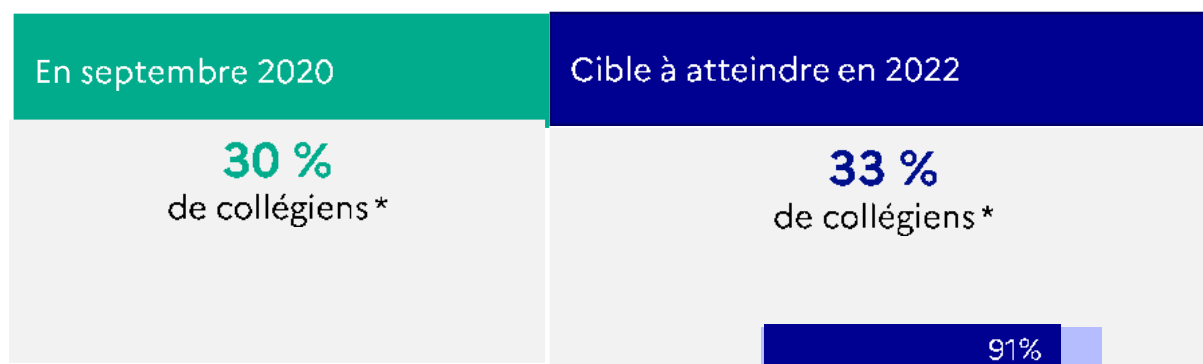 En septembre 2020
Cible à atteindre en 2022
30 %
de collégiens *
33 %
de collégiens *
91%